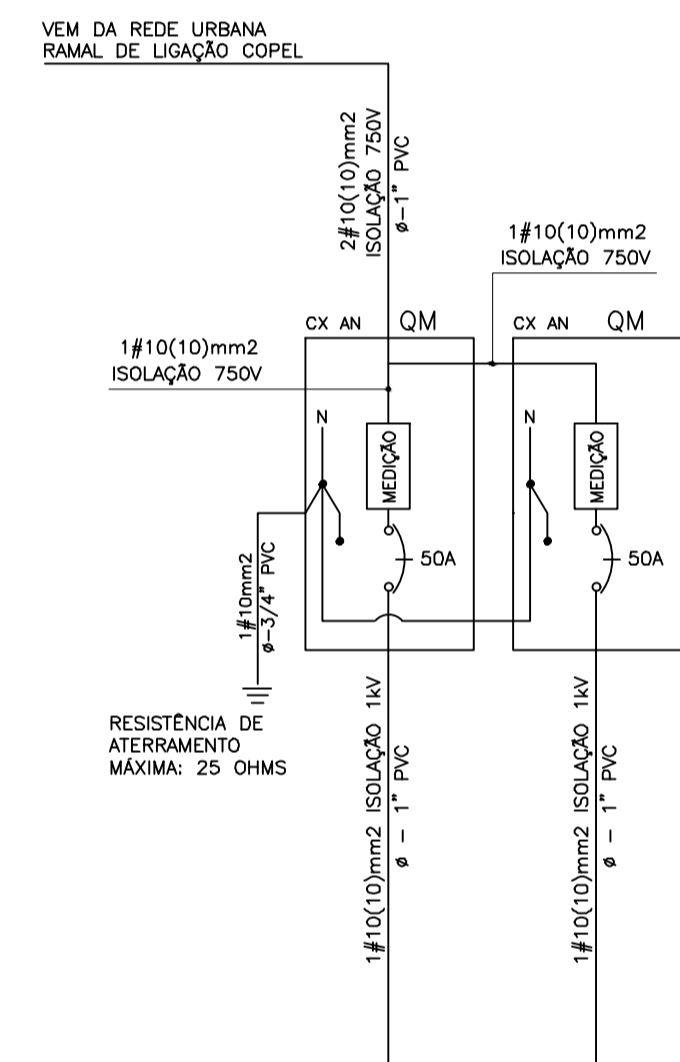 VEM DA REDE URBANA
RAMAL DE LIGAÇÃO COPEL
2#10(10)mm2
ISOLAÇÃO 750V
ø-1" PVC
1#10(10)mm2
ISOLAÇÃO 750V
CX AN QM
CX AN QM
1#10(10)mm2
ISOLAÇÃO 750V
N
MEDIÇÃO
50A
N
MEDIÇÃO
50A
1#10mm2
ø-3/4" PVC
RESISTÊNCIA DE
ATERRAMENTO
MÁXIMA: 25 OHMS
1#10(10)mm2 ISOLAÇÃO 1kV
ø - 1" PVC
1#10(10)mm2 ISOLAÇÃO 1kV
ø - 1" PVC